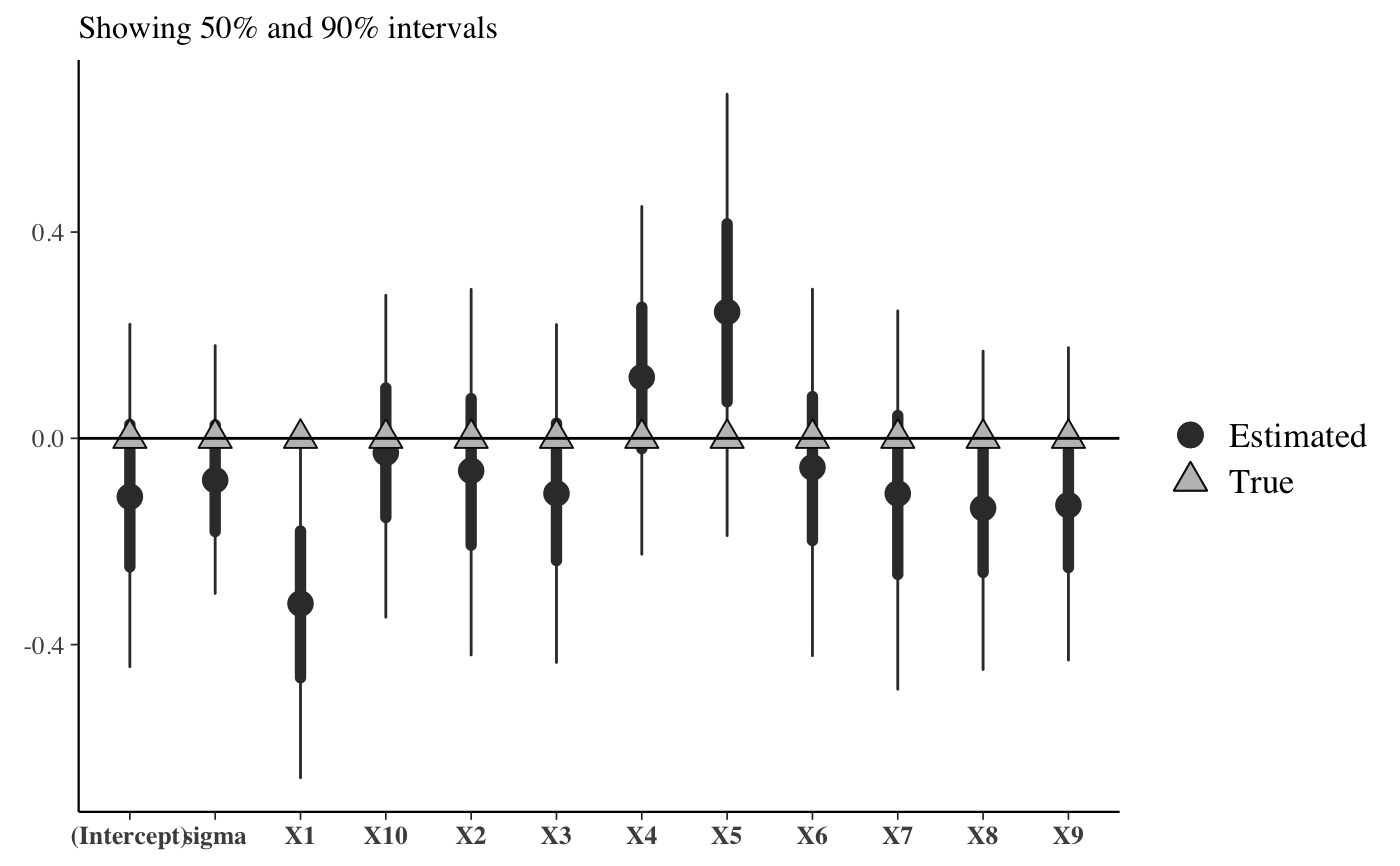 Showing 50% and 90% intervals
0.4
0.0
-0.4
(Intercept) sigma X1 X10 X2 X3 X4 X5 X6 X7 X8 X9
Estimated
True